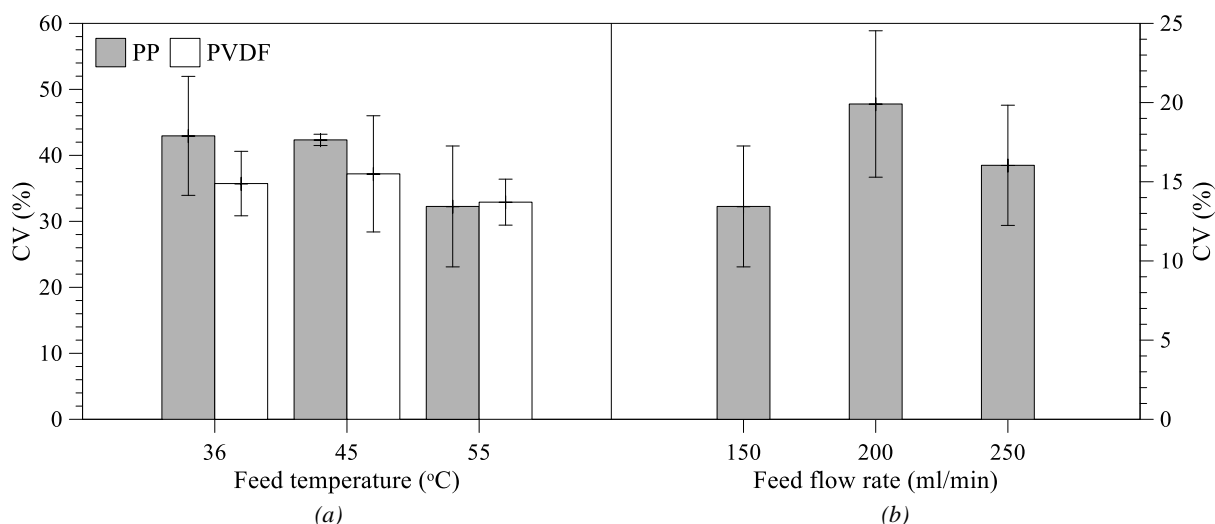 60
50
40
30
20
10
0
CV (%)
PP PVDF
36 45 55
Feed temperature (°C)
(a)
25
20
15
10
5
0
CV (%)
150 200 250
Feed flow rate (ml/min)
(b)